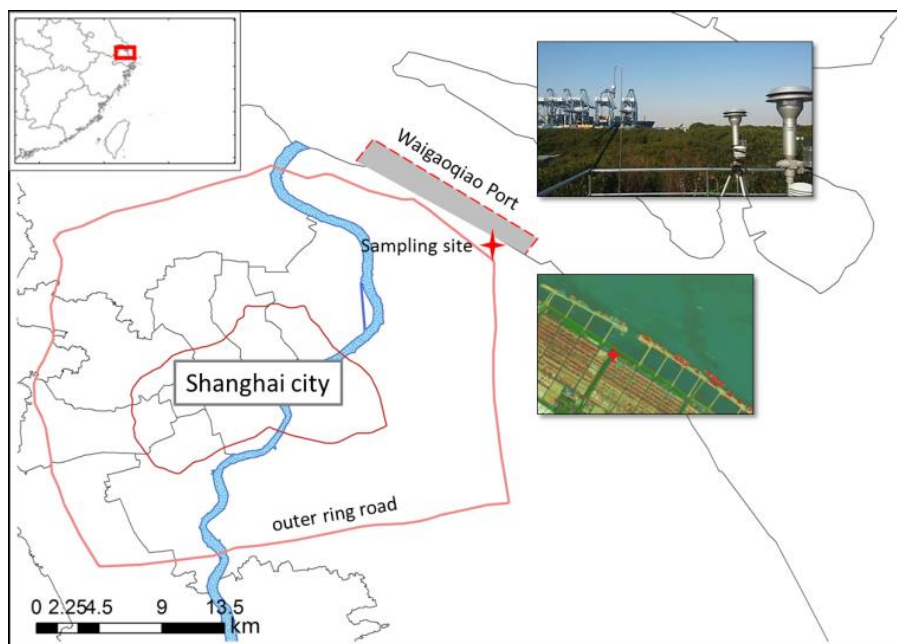 Waigaoqiao Port
Sampling site
Shanghai city
outer ring road
0 2.25 4.5 9 13.5
km